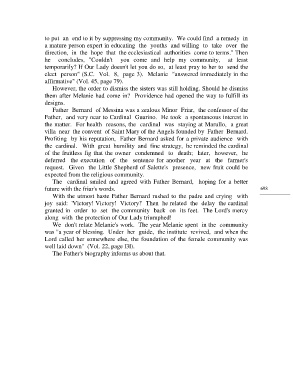 to put an end to it by suppressing my community. We could find a remedy in
a mature person expert in educating the youths and willing to take over the
direction, in the hope that the ecclesiastical authorities come to terms." Then
he concludes, "Couldn't you come and help my community, at least
temporarily? If Our Lady doesn't let you do so, at least pray to her to send the
elect person" (S.C. Vol. 8, page 3). Melanie "answered immediately in the
affirmative" (Vol. 45, page 79).
However, the order to dismiss the sisters was still holding. Should he dismiss
them after Melanie had come in? Providence had opened the way to fulfill its
designs.
Father Bernard of Messina was a zealous Minor Friar, the confessor of the
Father, and very near to Cardinal Guarino. He took a spontaneous interest in
the matter. For health reasons, the cardinal was staying at Marullo, a great
villa near the convent of Saint Mary of the Angels founded by Father Bernard.
Profiting by his reputation, Father Bernard asked for a private audience with
the cardinal. With great humility and fine strategy, he reminded the cardinal
of the fruitless fig that the owner condemned to death; later, however, he
deferred the execution of the sentence for another year at the farmer's
request. Given the Little Shepherd of Salette's presence, new fruit could be
expected from the religious community.
The cardinal smiled and agreed with Father Bernard, hoping for a better
future with the friar's words.
With the utmost haste Father Bernard rushed to the padre and crying with
joy said: "Victory! Victory! Victory! Then he related the delay the cardinal
granted in order to set the community back on its feet. The Lord's mercy
along with the protection of Our Lady triumphed!
We don't relate Melanie's work. The year Melanie spent in the community
was "a year of blessing. Under her guide, the institute revived, and when the
Lord called her somewhere else, the foundation of the female community was
well laid down" (Vol. 22, page III).
The Father's biography informs us about that.